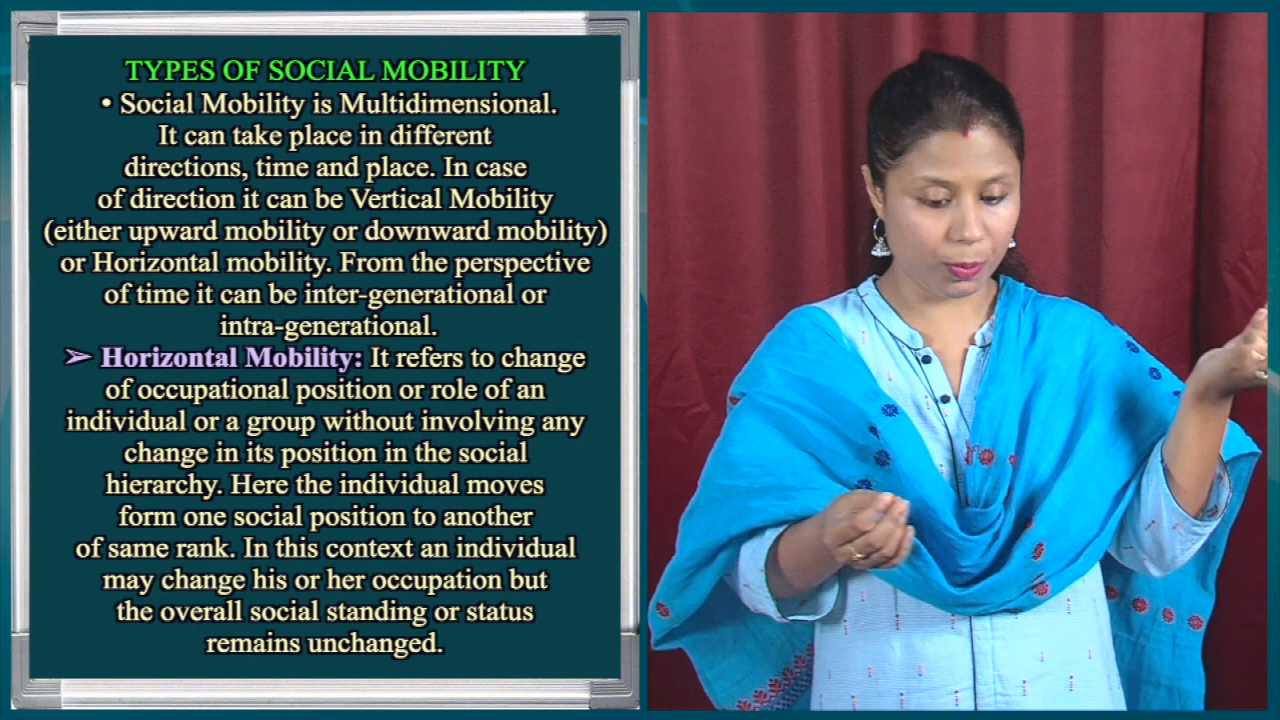 TYPES OF SOCIAL MOBILITY
• Social Mobility is Multidimensional.
It can take place in different
directions, time and place. In case
of direction it can be Vertical Mobility
(either upward mobility or downward mobility)
or Horizontal mobility. From the perspective
of time it can be inter-generational or
intra-generational.
➢ Horizontal Mobility: It refers to change
of occupational position or role of an
individual or a group without involving any
change in its position in the social
hierarchy. Here the individual moves
form one social position to another
of same rank. In this context an individual
may change his or her occupation but
the overall social standing or status
remains unchanged.